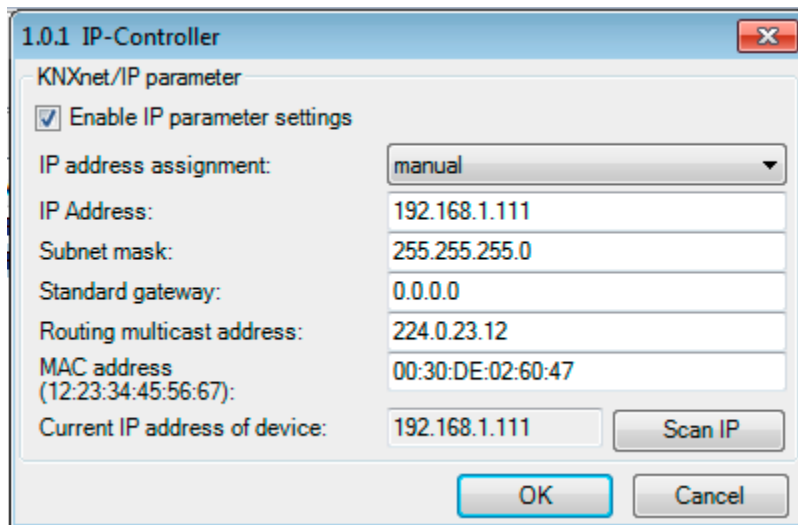 1.0.1 IP-Controller
KNXnet/IP parameter
Enable IP parameter settings
IP address assignment: manual
IP Address: 192.168.1.111
Subnet mask: 255.255.255.0
Standard gateway: 0.0.0.0
Routing multicast address: 224.0.23.12
MAC address
(12:23:34:45:56:67): 00:30:DE:02:60:47
Current IP address of device: 192.168.1.111 Scan IP
OK Cancel